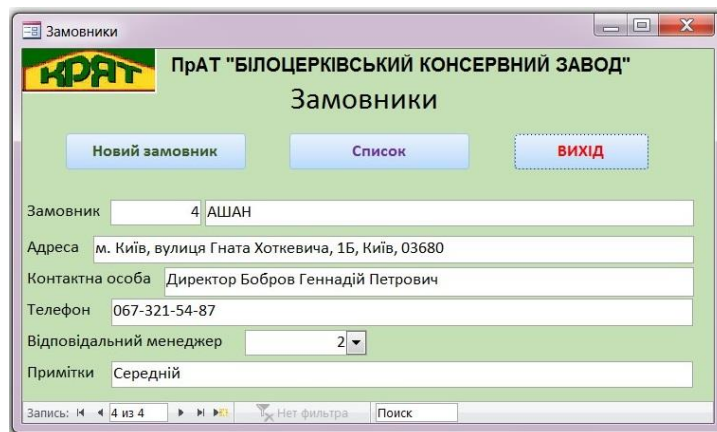 Замовники
КРЯТ
ПрАТ "БІЛОЦЕРКІВСЬКИЙ КОНСЕРВНИЙ ЗАВОД"
Замовники
Новий замовник Список ВИХІД
Замовник 4 АШАН
Адреса м. Київ, вулиця Гната Хоткевича, 1Б, Київ, 03680
Контактна особа Директор Бобров Геннадій Петрович
Телефон 067-321-54-87
Відповідальний менеджер 2
Примітки Середній
Запись: 4 из 4 Нет фильтра Поиск